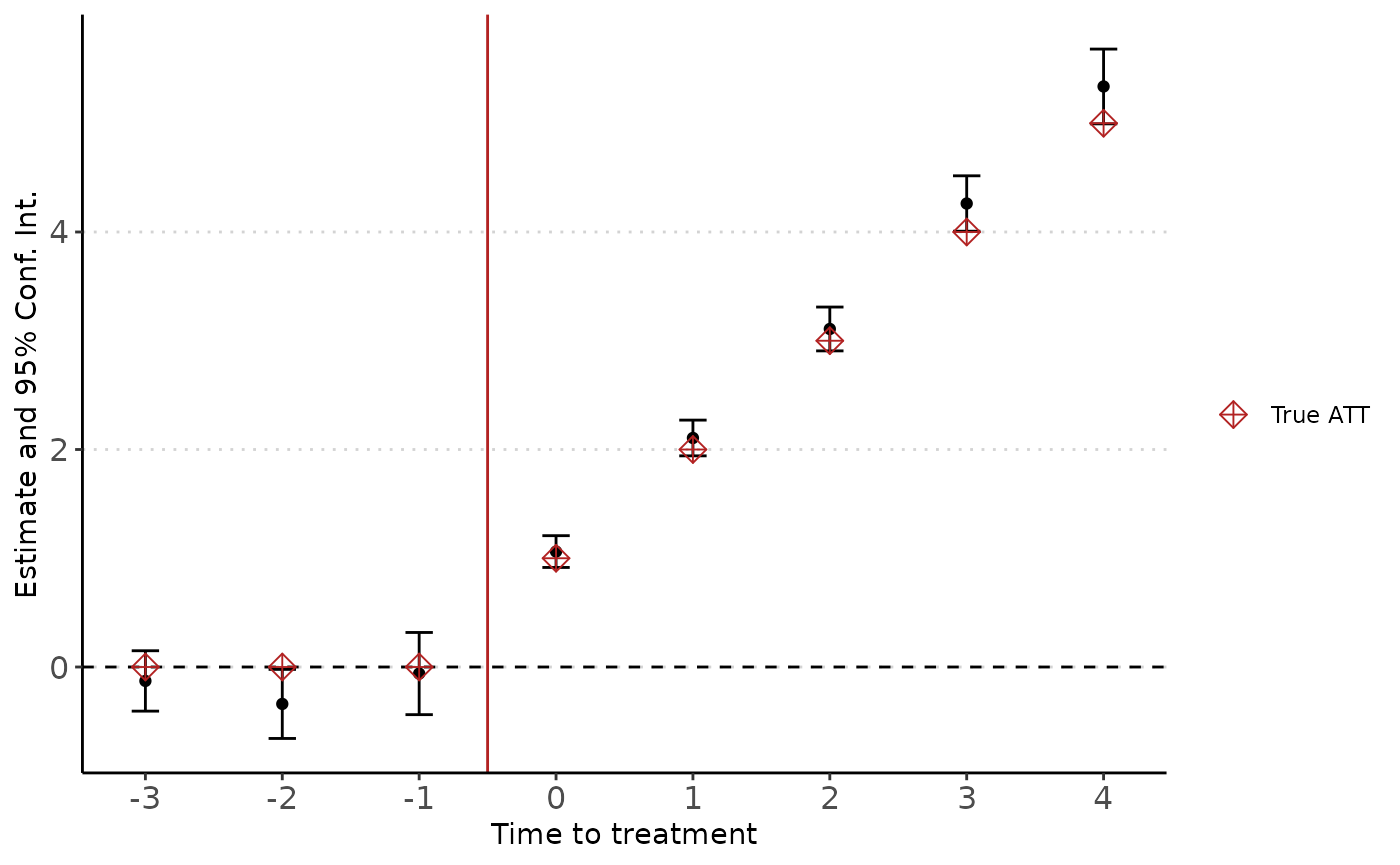 Estimate and 95% Conf. Int.
4
2
0
-3 -2 -1 0 1 2 3 4
Time to treatment
True ATT